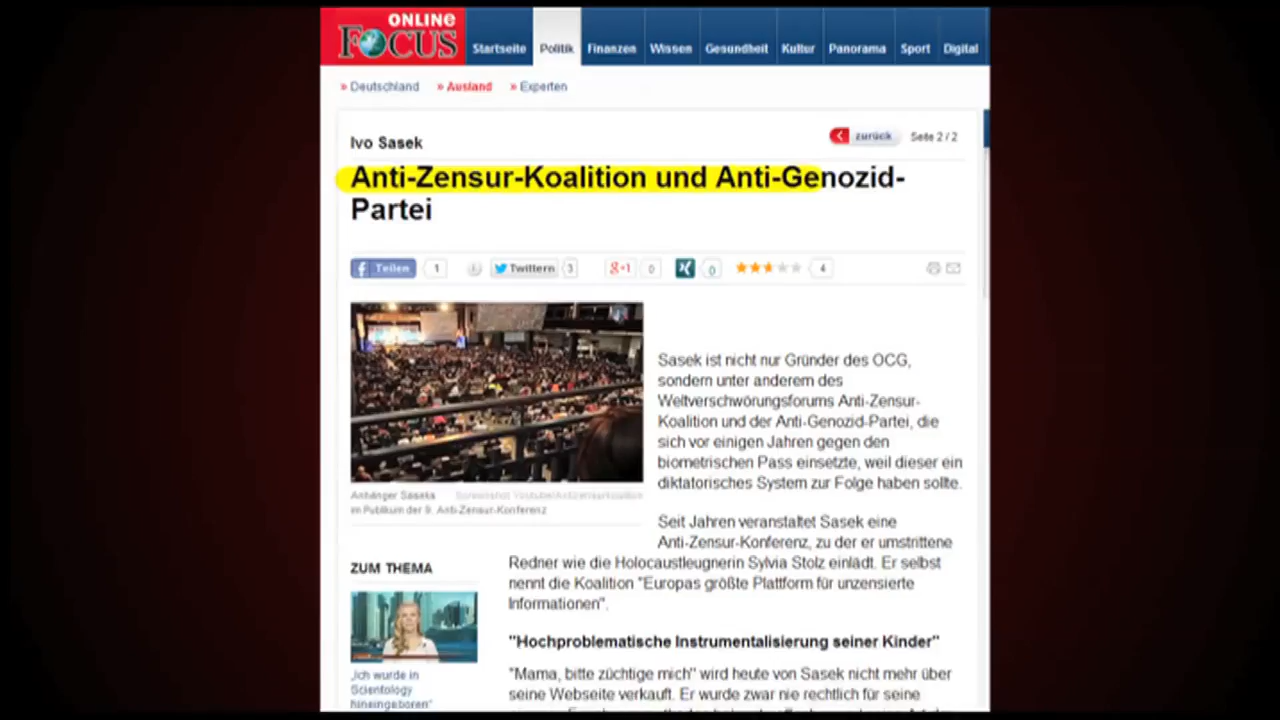 ONLINE
FOCUS
Startseite Politik Finanzen Wissen Gesundheit Kultur Panorama Sport Digital
» Deutschland » Ausland » Experten
Ivo Sasek
zurück Seite 2 / 2
Anti-Zensur-Koalition und Anti-Genozid-
Partei
Teilen 1 Twittern 3 g+1 0 0 4
Sasek ist nicht nur Gründer des OCG,
sondern unter anderem des
Weltverschwörungsforums Anti-Zensur-
Koalition und der Anti-Genozid-Partei, die
sich vor einigen Jahren gegen den
biometrischen Pass einsetzte, weil dieser ein
diktatorisches System zur Folge haben sollte.
Anhänger Saseks Screenshot Youtube/Antizensurkoalition
im Publikum der 9. Anti-Zensur-Konferenz
Seit Jahren veranstaltet Sasek eine
Anti-Zensur-Konferenz, zu der er umstrittene
Redner wie die Holocaustleugnerin Sylvia Stolz einlädt. Er selbst
nennt die Koalition "Europas größte Plattform für unzensierte
Informationen".
"Hochproblematische Instrumentalisierung seiner Kinder"
"Mama, bitte züchtige mich" wird heute von Sasek nicht mehr über
seine Webseite verkauft. Er wurde zwar nie rechtlich für seine
ZUM THEMA
„Ich wurde in
Scientology
hineingeboren"